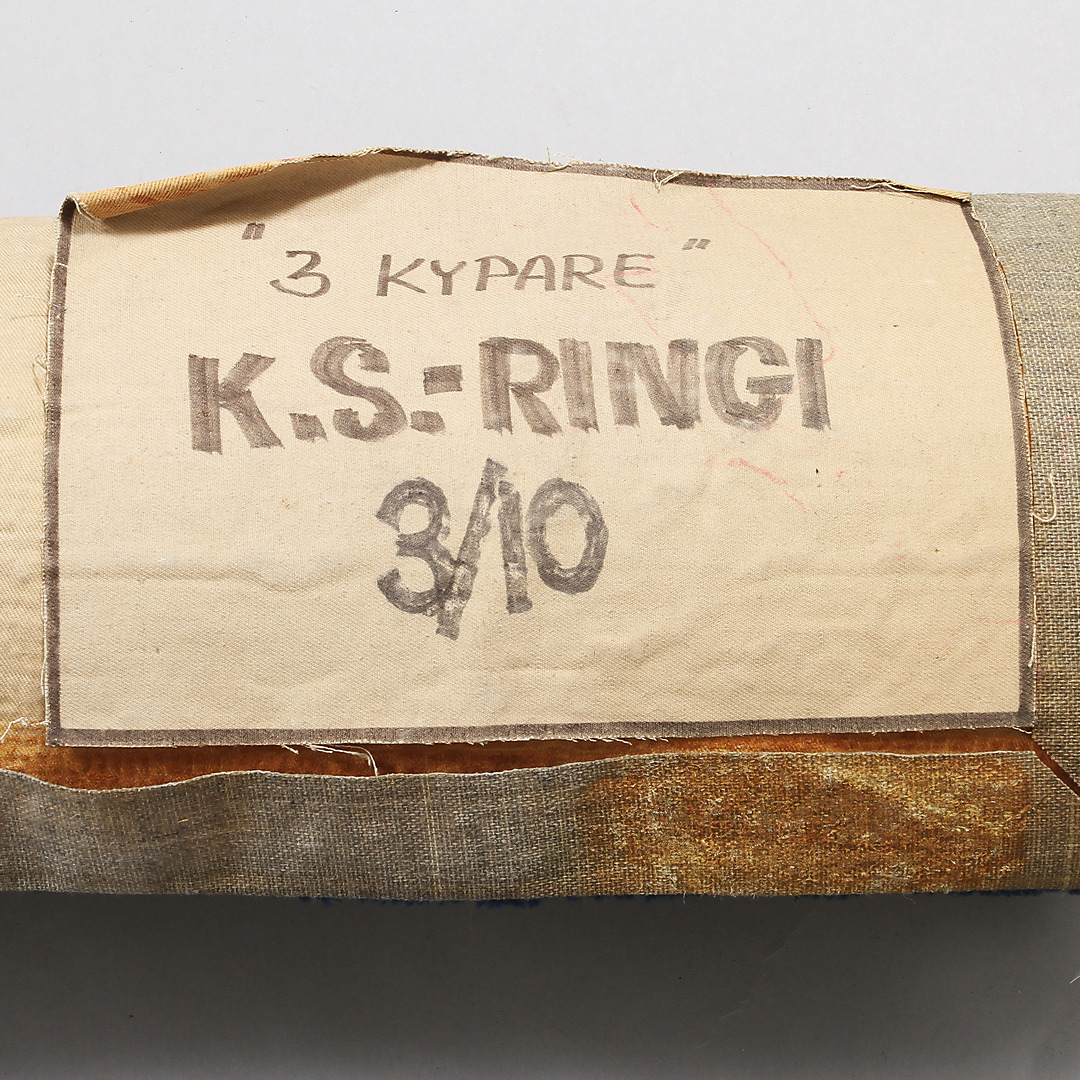 "3 KYPARE"
K.S.-RINGI
3/10